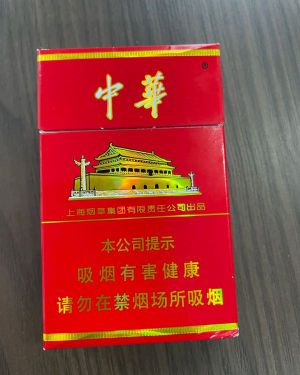 中華®
上海烟草集团有限责任公司出品
本公司提示
吸烟有害健康
请勿在禁烟场所吸烟